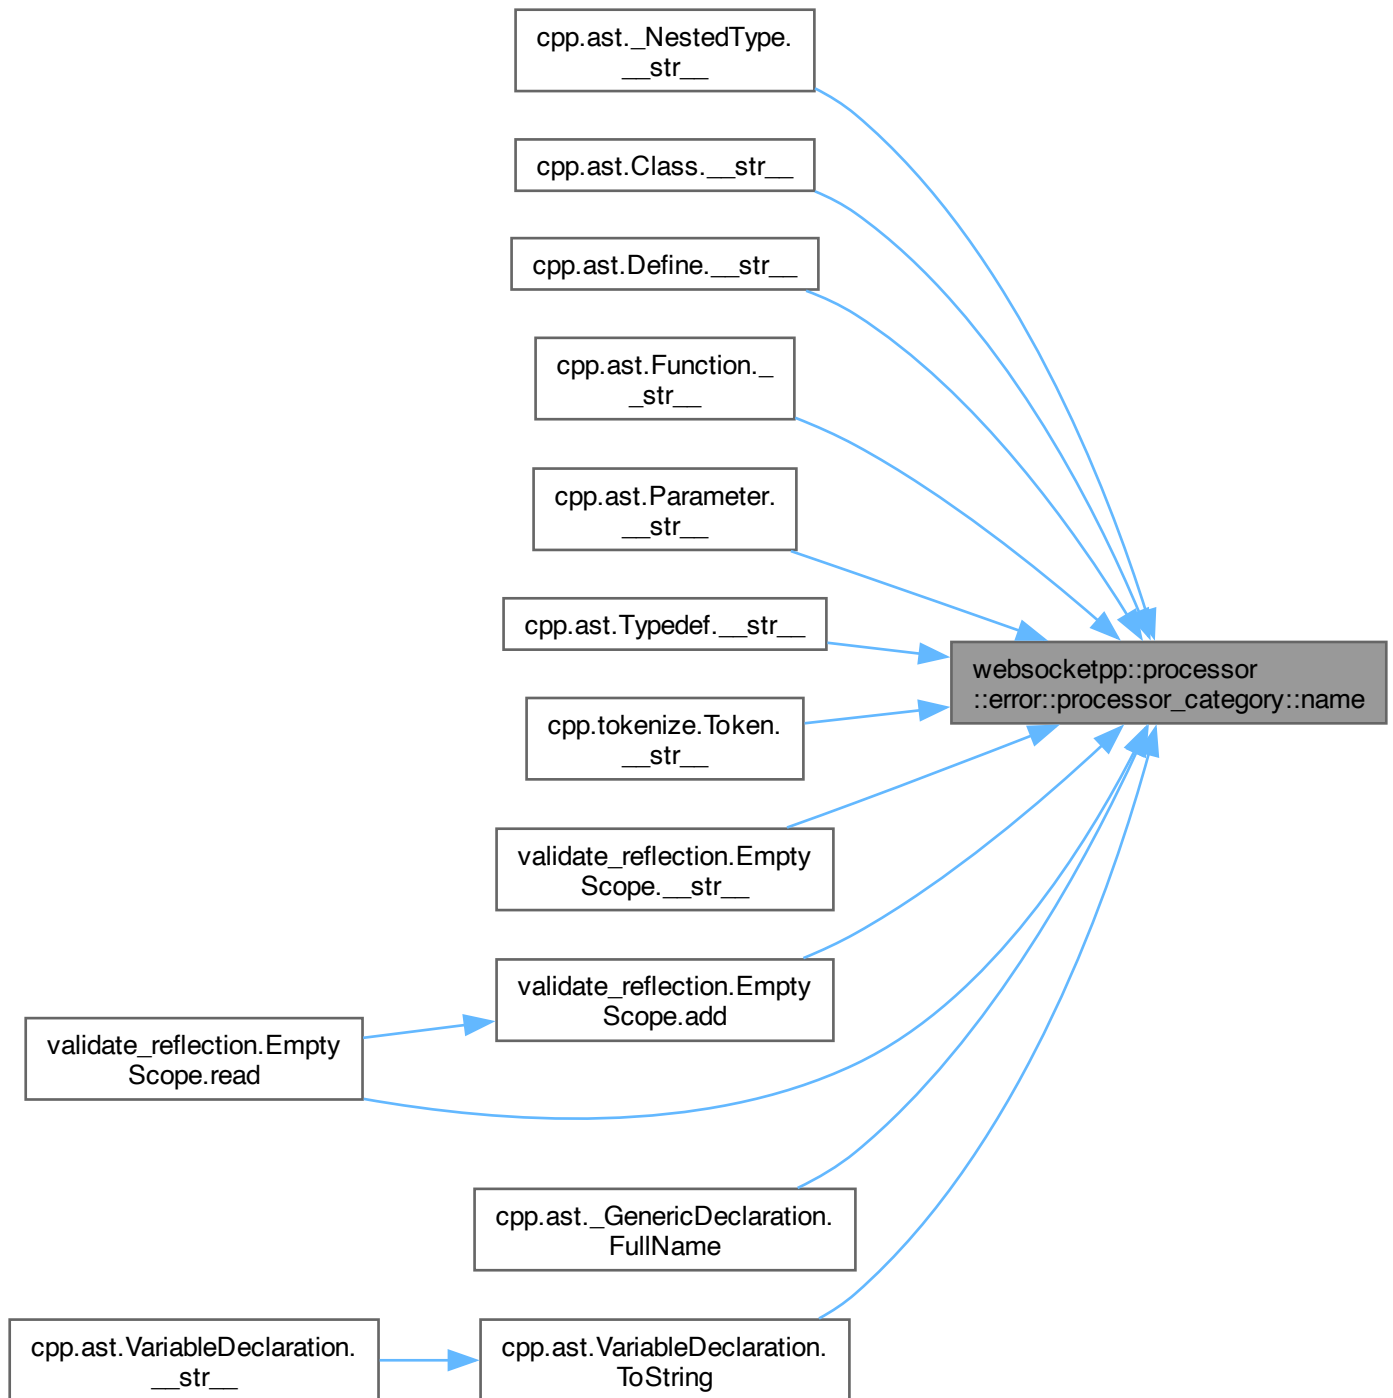 cpp.ast._NestedType.
__str__
cpp.ast.Class.__str__
cpp.ast.Define.__str__
cpp.ast.Function._
_str__
cpp.ast.Parameter.
__str__
cpp.ast.Typedef.__str__
websocketpp::processor
::error::processor_category::name
cpp.tokenize.Token.
__str__
validate_reflection.Empty
Scope.__str__
validate_reflection.Empty
Scope.add
validate_reflection.Empty
Scope.read
cpp.ast._GenericDeclaration.
FullName
cpp.ast.VariableDeclaration.
__str__
cpp.ast.VariableDeclaration.
ToString